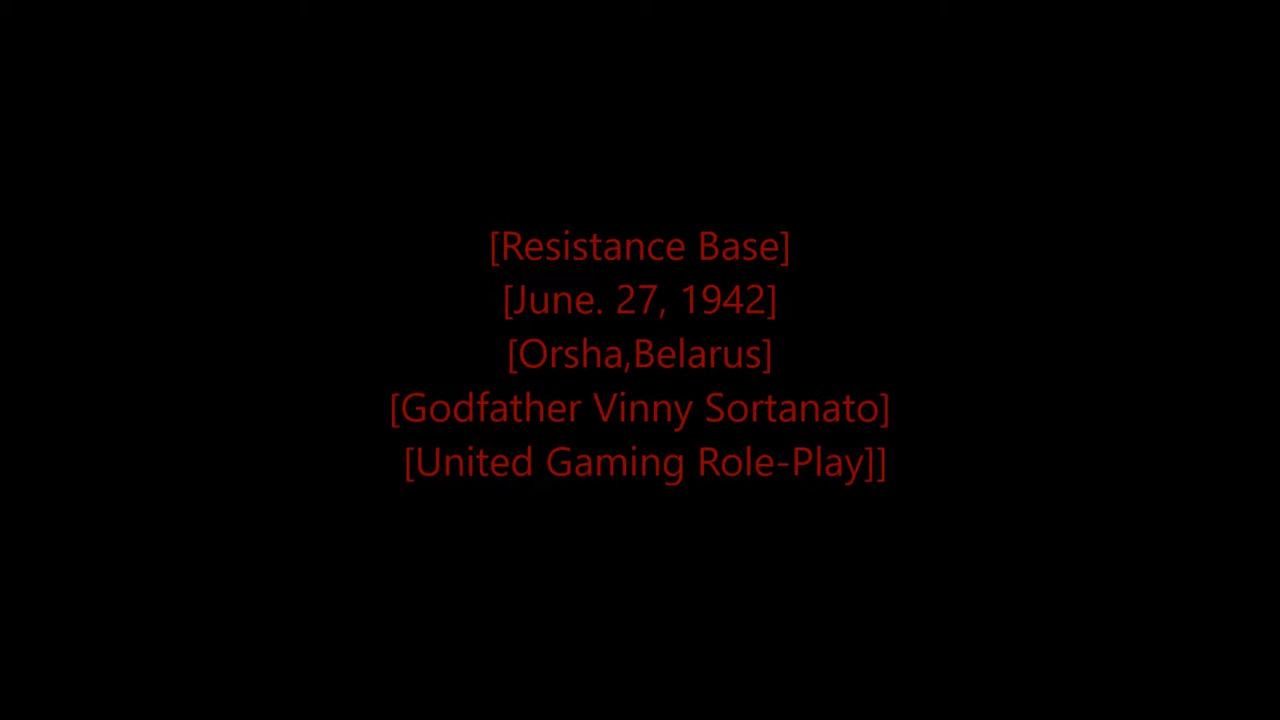 [Resistance Base]
[June. 27, 1942]
[Orsha,Belarus]
[Godfather Vinny Sortanato]
[United Gaming Role-Play]]